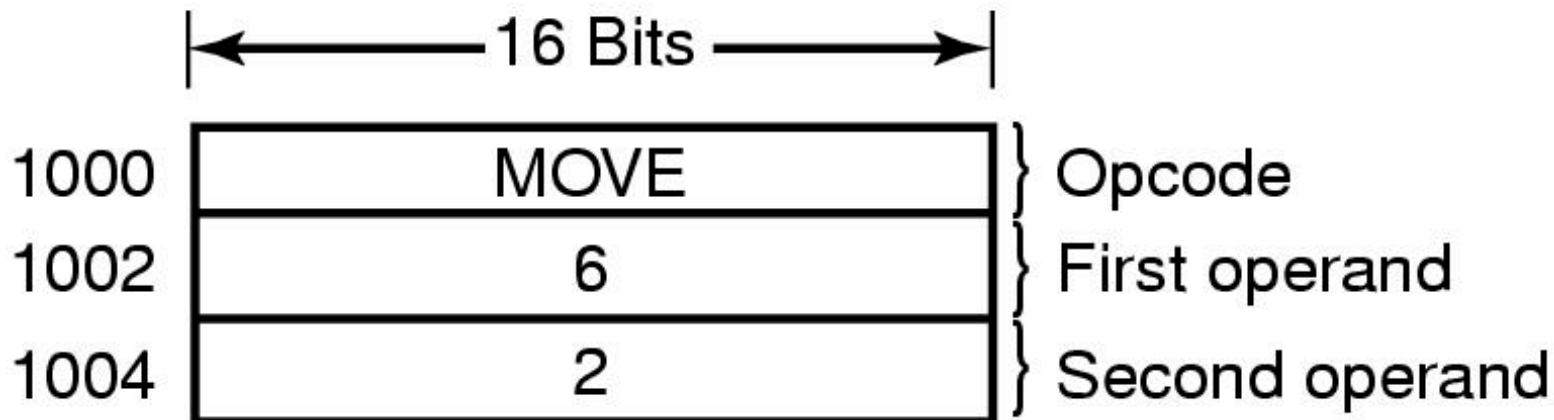 16 Bits
1000 MOVE Opcode
1002 6 First operand
1004 2 Second operand